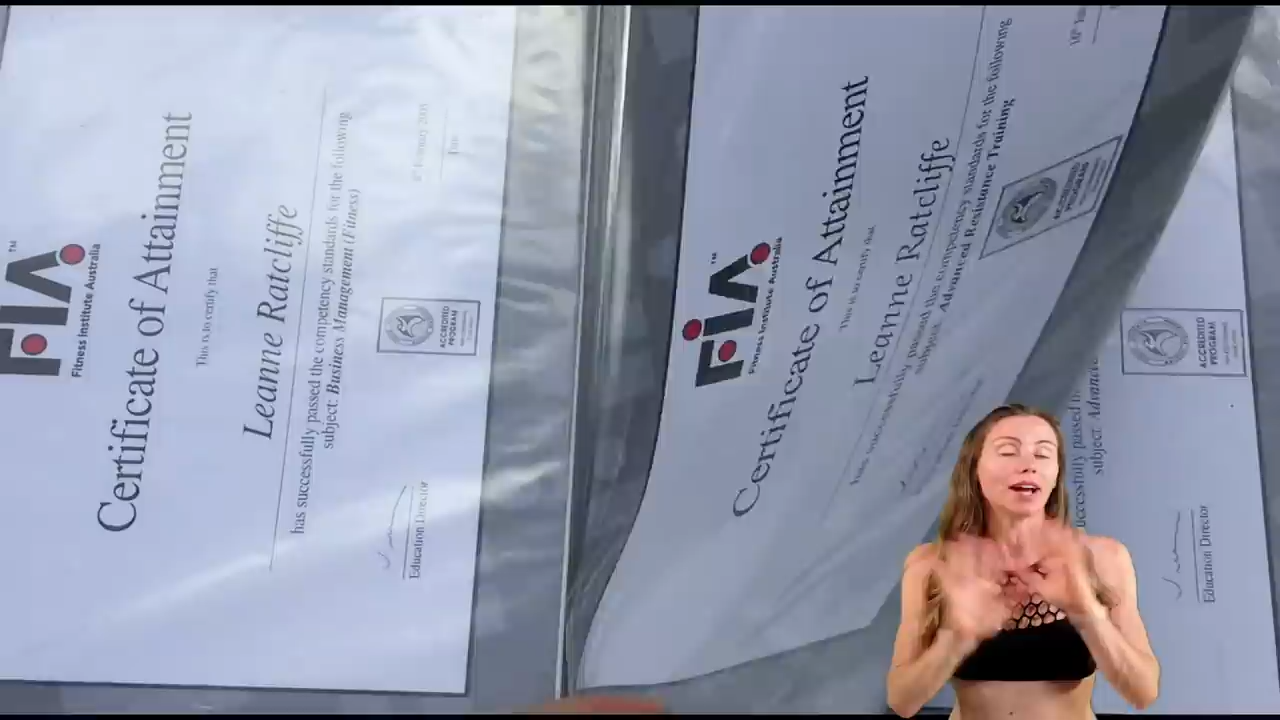 FIA™
Fitness Institute Australia
Certificate of Attainment
This is to certify that
Leanne Ratcliffe
has successfully passed the competency standards for the following
subject: Business Management (Fitness)
Education Director
ACCREDITED
PROGRAM
FIA™
Fitness Institute Australia
Certificate of Attainment
This is to certify that
Leanne Ratcliffe
has successfully passed the competency standards for the following
subject: Advanced Resistance Training
ACCREDITED
PROGRAM
successfully passed
subject: Advanced
Education Director
ACCREDITED
PROGRAM